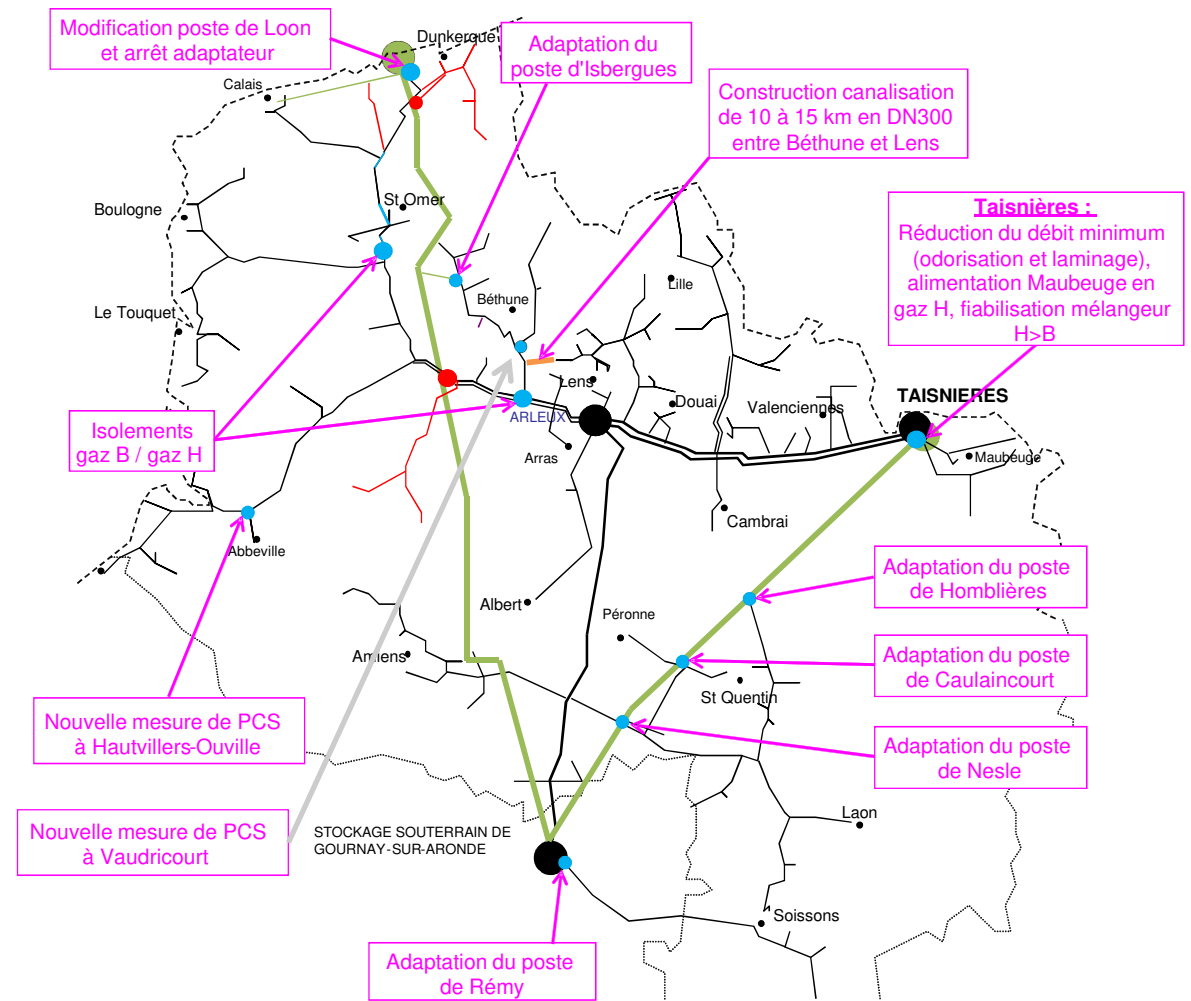 Modification poste de Loon
et arrêt adaptateur
Dunkerque
Adaptation du
poste d'Isbergues
Calais
Construction canalisation
de 10 à 15 km en DN300
entre Béthune et Lens
Boulogne
St Omer
Taisnières :
Réduction du débit minimum
(odorisation et laminage),
alimentation Maubeuge en
gaz H, fiabilisation mélangeur
H>B
Lille
Béthune
Le Touquet
Lens
Douai
Valenciennes
TAISNIERES
ARLEUX
Isolements
gaz B / gaz H
Arras
Maubeuge
Cambrai
Abbeville
Adaptation du poste
de Homblières
Albert
Péronne
Amiens
St Quentin
Adaptation du poste
de Caulaincourt
Nouvelle mesure de PCS
à Hautvillers-Ouville
Adaptation du poste
de Nesle
Laon
Nouvelle mesure de PCS
à Vaudricourt
STOCKAGE SOUTERRAIN DE
GOURNAY-SUR-ARONDE
Soissons
Adaptation du poste
de Rémy